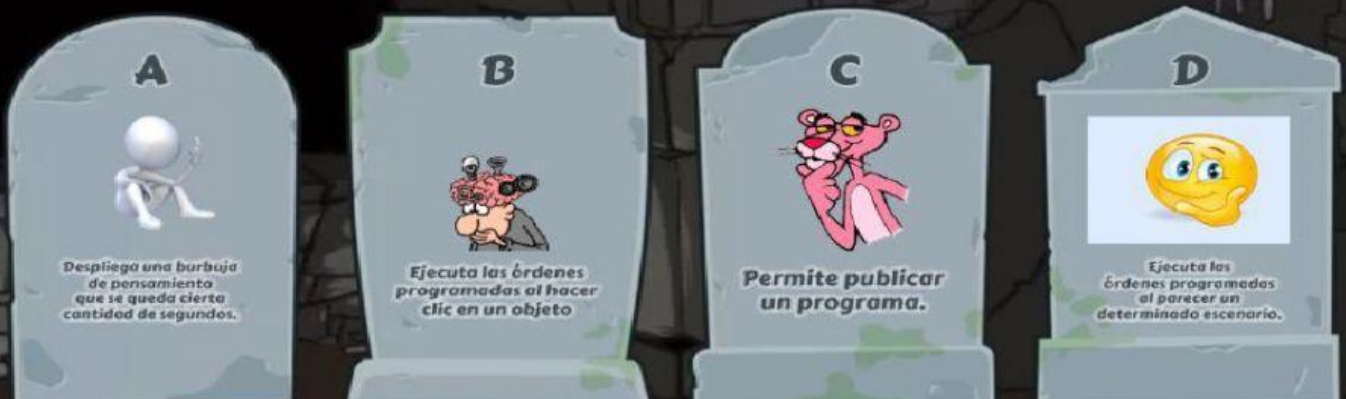 A
Despliega una burbuja
de pensamiento
que se queda cierta
cantidad de segundos.
B
Ejecuta las órdenes
programadas al hacer
clic en un objeto
C
Permite publicar
un programa.
D
Ejecuta las
órdenes programadas
al parecer un
determinado escenario.